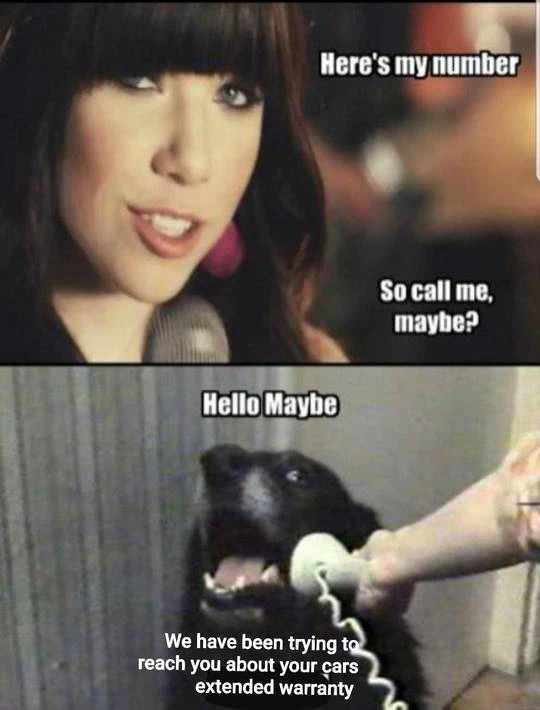 Here's my number
So call me,
maybe?
Hello Maybe
We have been trying to
reach you about your cars
extended warranty